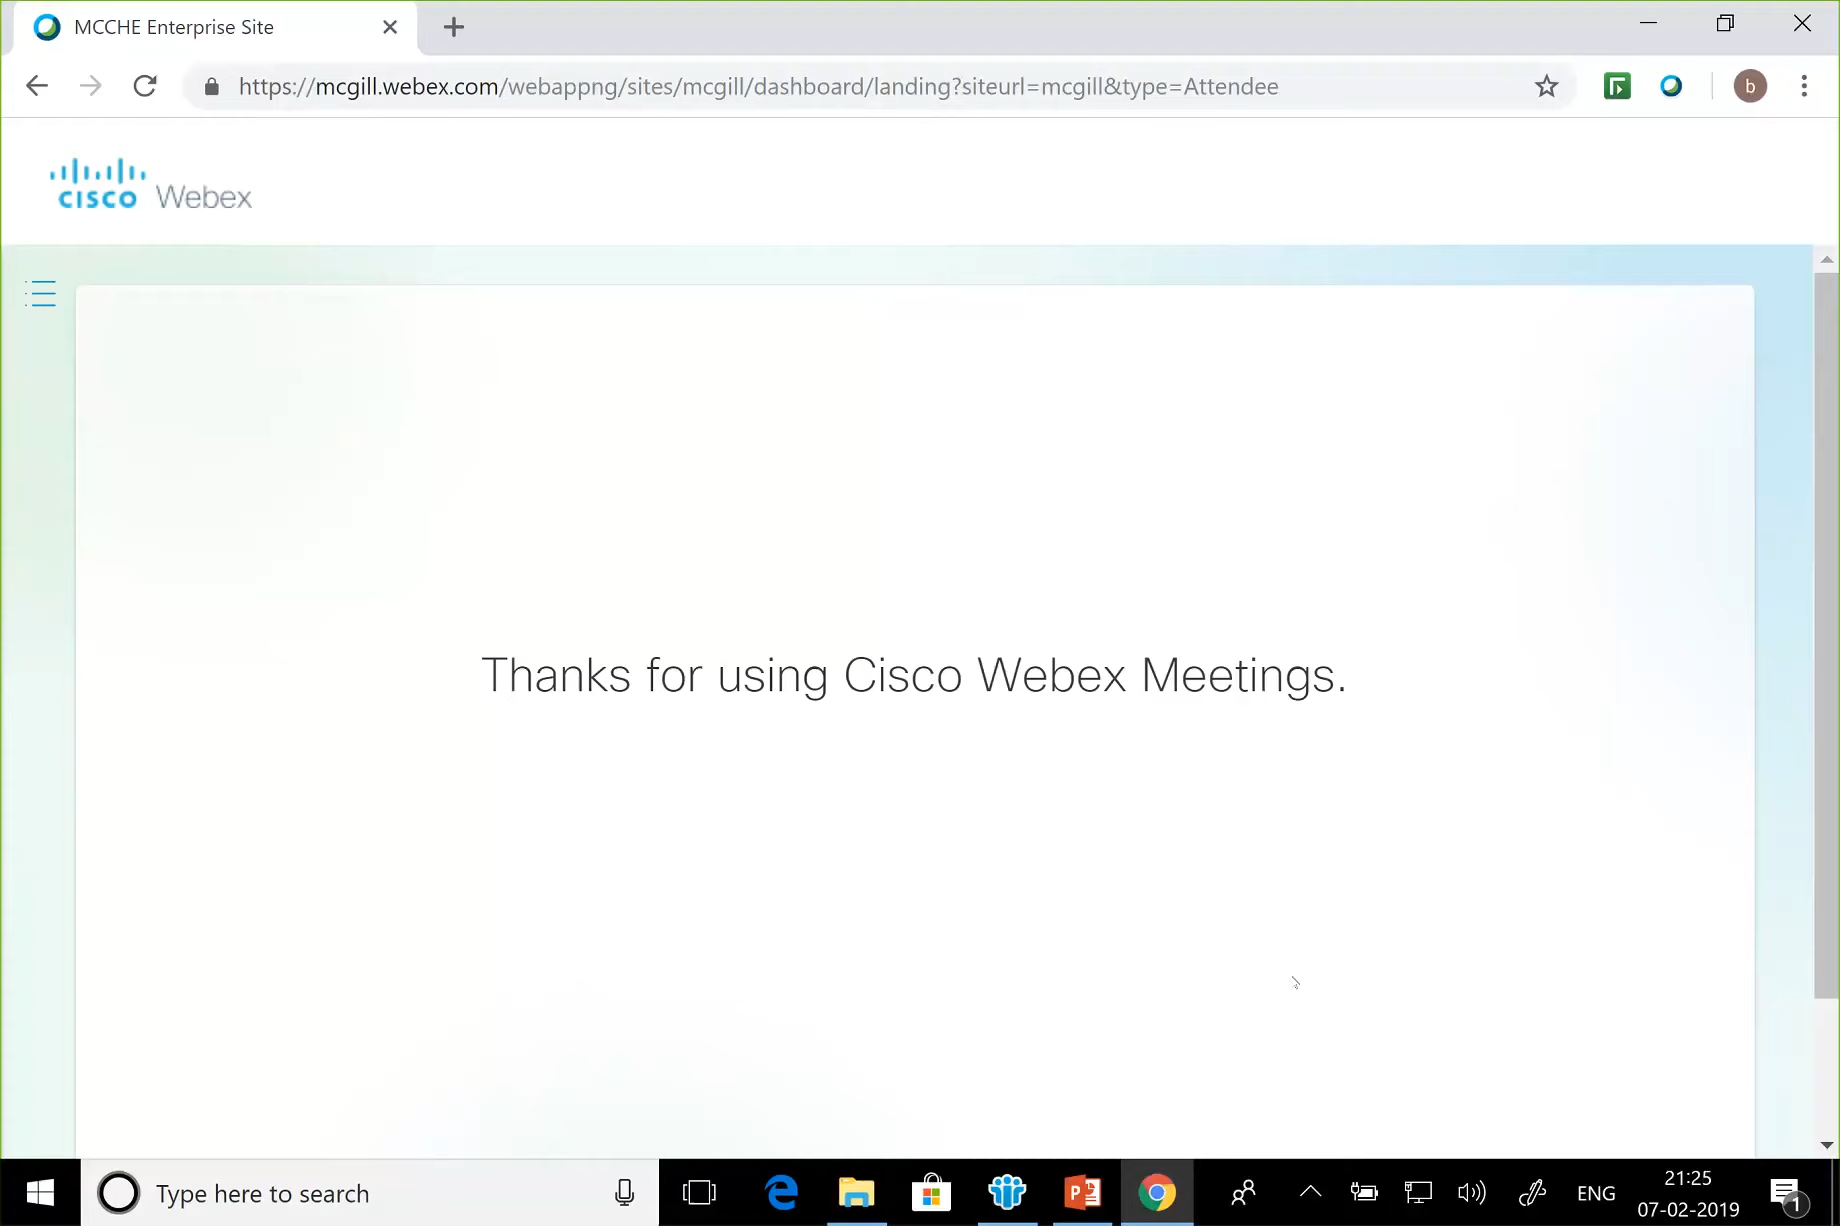 MCCHE Enterprise Site
https://mcgill.webex.com/webappng/sites/mcgill/dashboard/landing?siteurl=mcgill&type=Attendee
b
CISCO Webex
Thanks for using Cisco Webex Meetings.
Type here to search
ENG
21:25
07-02-2019
1